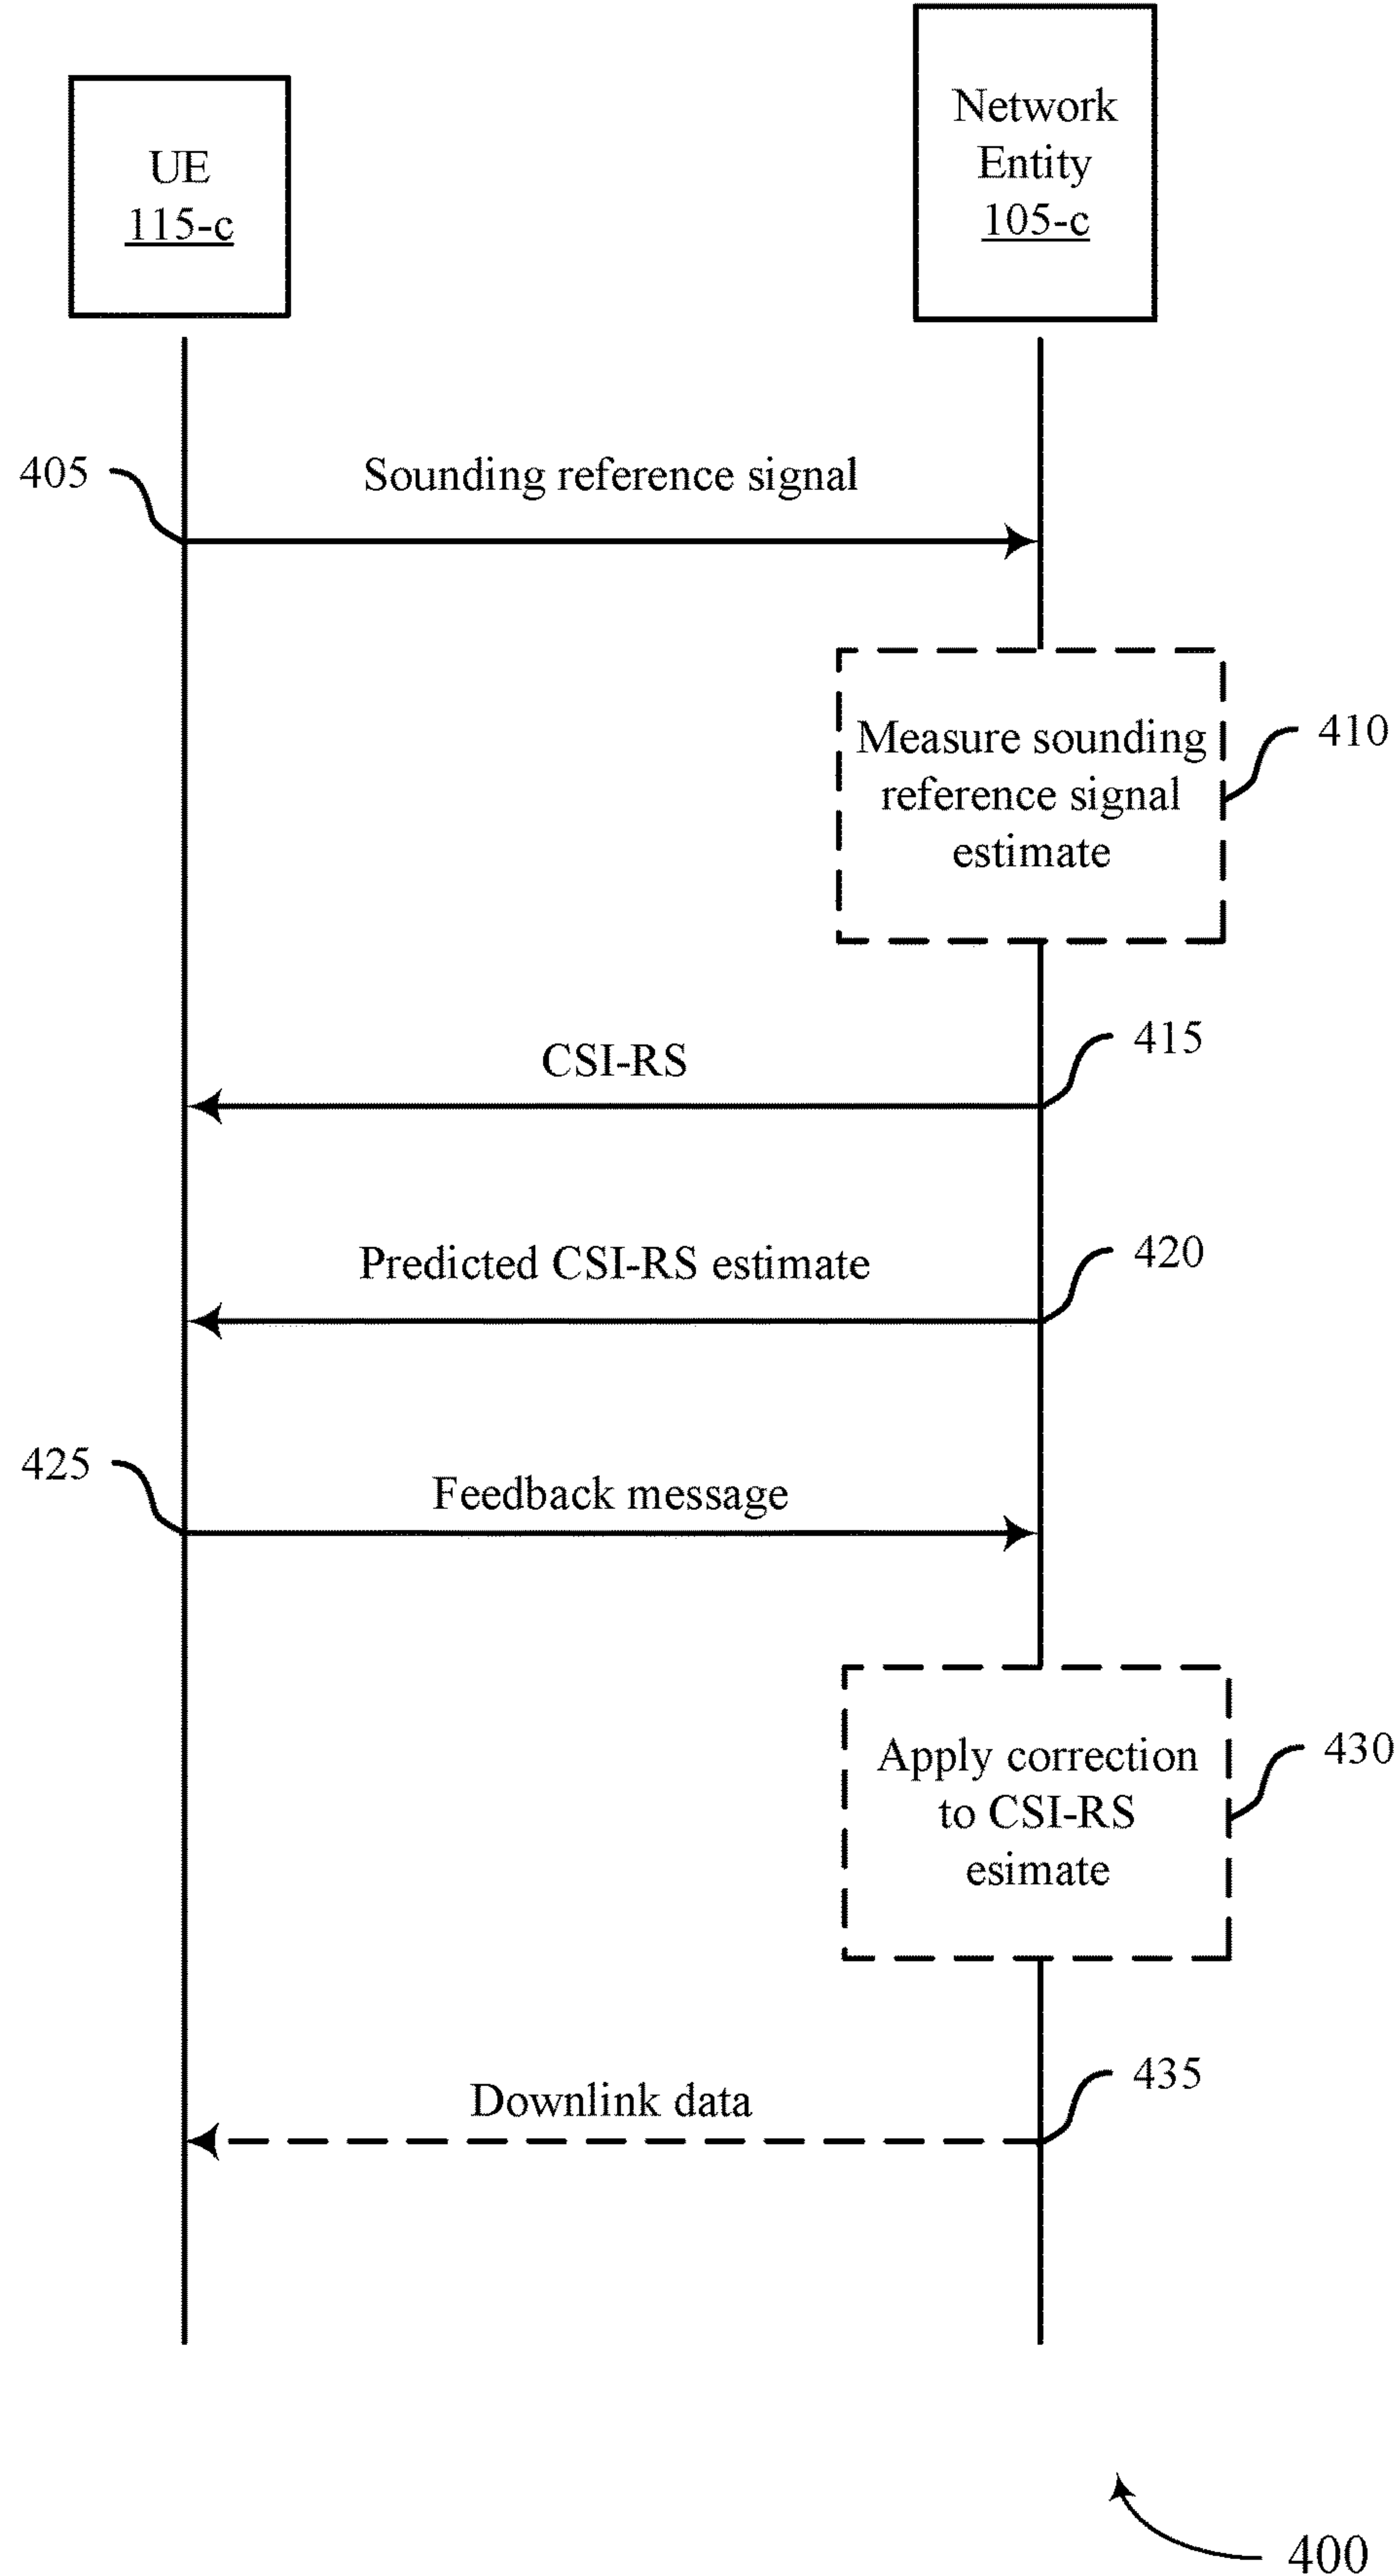 UE
115-c
Network
Entity
105-c
405
Sounding reference signal
Measure sounding
reference signal
estimate
410
CSI-RS
415
Predicted CSI-RS estimate
420
425
Feedback message
Apply correction
to CSI-RS
esimate
430
Downlink data
435
400